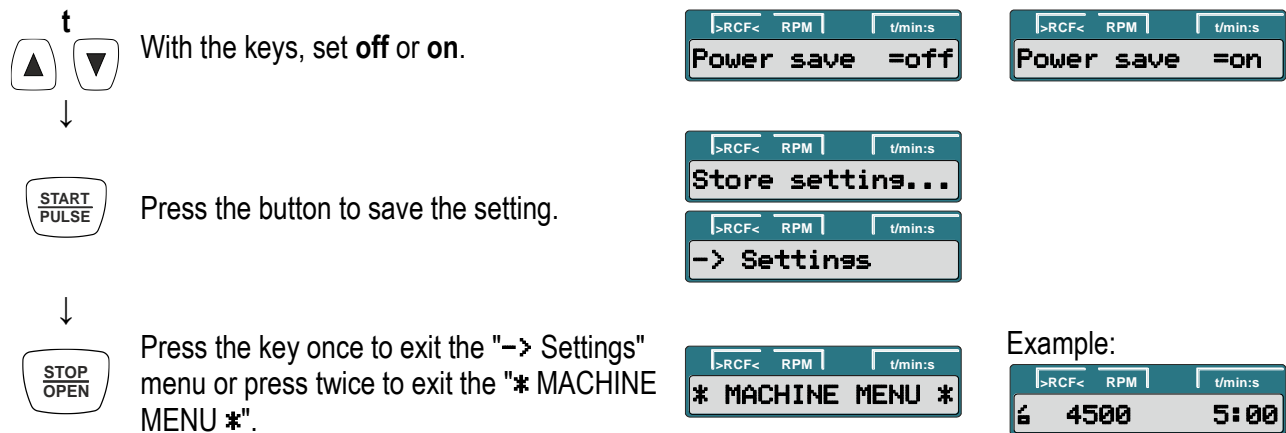 t
With the keys, set off or on.
>RCF< RPM t/min:s
Power save =off
>RCF< RPM t/min:s
Power save =on
↓
START
PULSE
Press the button to save the setting.
>RCF< RPM t/min:s
Store setting...
>RCF< RPM t/min:s
-> Settings
↓
STOP
OPEN
Press the key once to exit the "-> Settings"
menu or press twice to exit the "* MACHINE
MENU *".
>RCF< RPM t/min:s
* MACHINE MENU *
Example:
>RCF< RPM t/min:s
4500 5:00